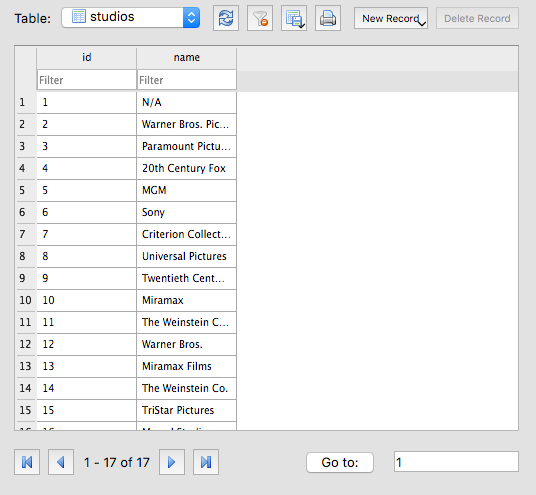 Table: studios New Record Delete Record
id name
Filter Filter
1 1 N/A
2 2 Warner Bros. Pic...
3 3 Paramount Pictu...
4 4 20th Century Fox
5 5 MGM
6 6 Sony
7 7 Criterion Collect...
8 8 Universal Pictures
9 9 Twentieth Cent...
10 10 Miramax
11 11 The Weinstein C...
12 12 Warner Bros.
13 13 Miramax Films
14 14 The Weinstein Co.
15 15 TriStar Pictures
1 - 17 of 17 Go to: 1